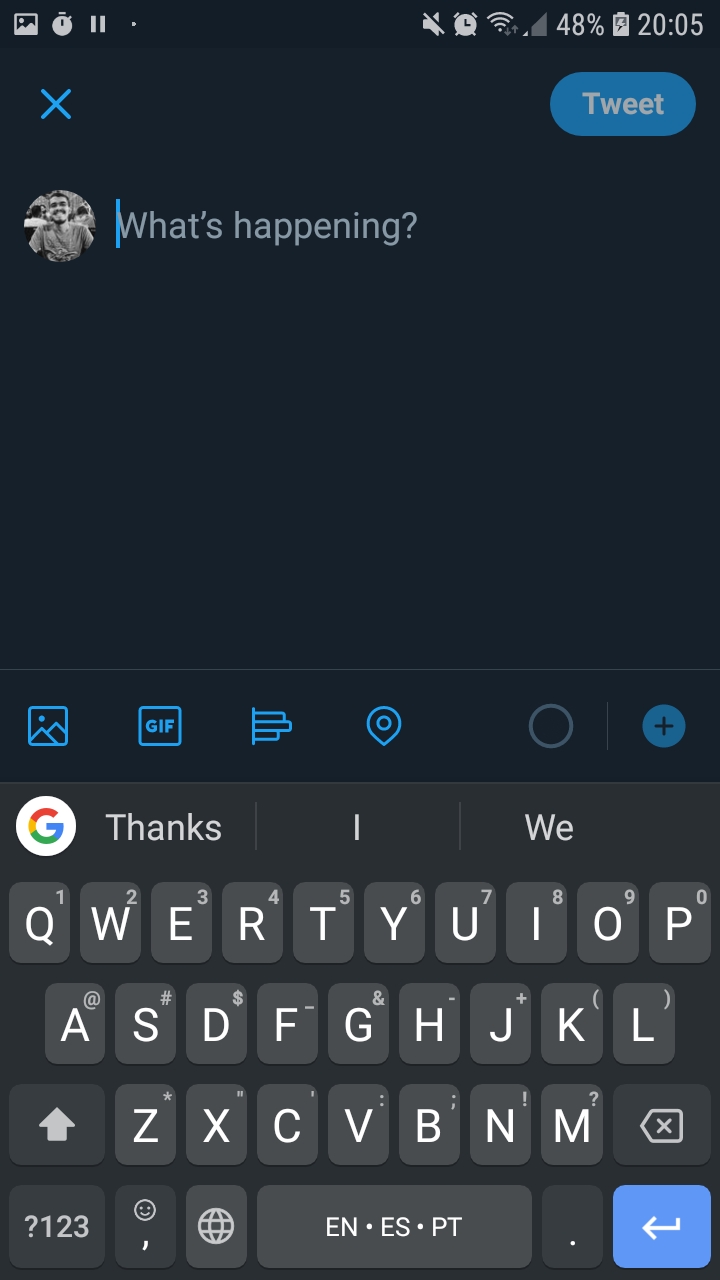 48% 20:05
Tweet
What’s happening?
GIF
G Thanks I We
Q1 W2 E3 R4 T5 Y6 U7 I8 O9 P0
A@ S# D$ F_ G& H- J+ K( L)
Z* X" C' V: B; N! M?
?123 , EN • ES • PT .